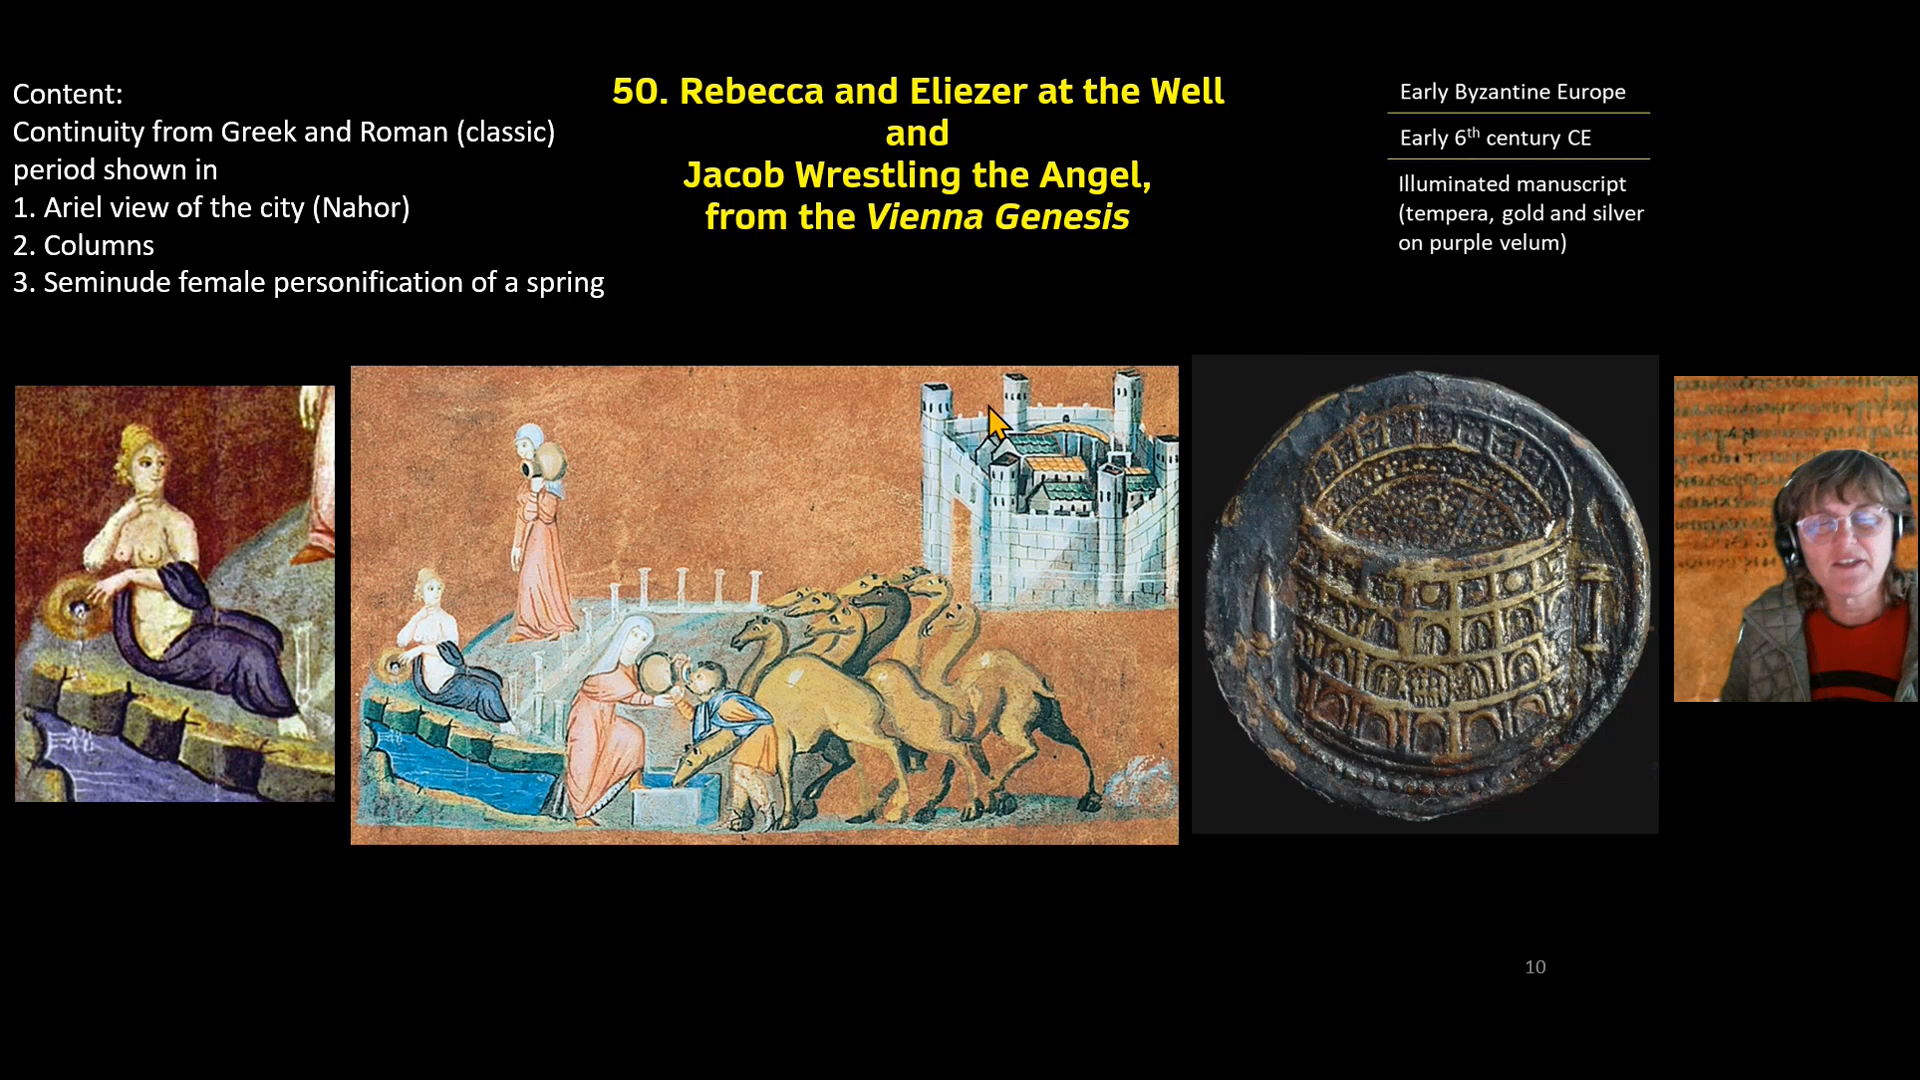 Content:
Continuity from Greek and Roman (classic)
period shown in
1. Ariel view of the city (Nahor)
2. Columns
3. Seminude female personification of a spring
50. Rebecca and Eliezer at the Well
and
Jacob Wrestling the Angel,
from the Vienna Genesis
Early Byzantine Europe
Early 6th century CE
Illuminated manuscript
(tempera, gold and silver
on purple velum)
10